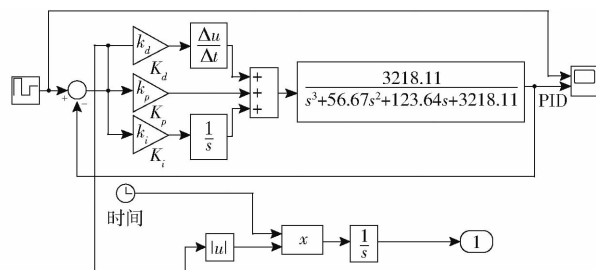 k_d
K_d
Δu
Δt
+
−
k_p
K_p
+
+
+
3218.11
s³+56.67s²+123.64s+3218.11
PID
k_i
K_i
1
s
时间
|u|
x
1
s
1